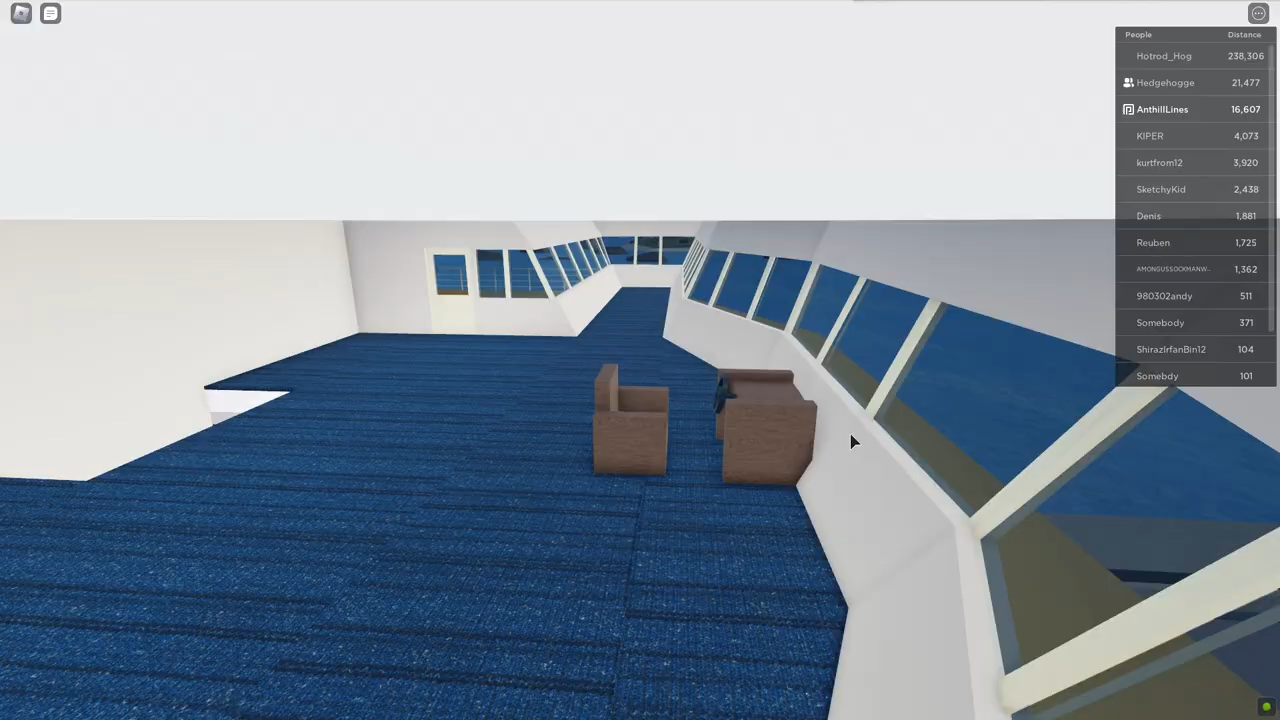 People Distance
Hotrod_Hog 238,306
Hedgehogge 21,477
AnthillLines 16,607
KIPER 4,073
kurtfrom12 3,920
SketchyKid 2,438
Denis 1,881
Reuben 1,725
AMONGUSSOCKMANW... 1,362
980302andy 511
Somebody 371
ShirazIrfanBin12 104
Somebdy 101